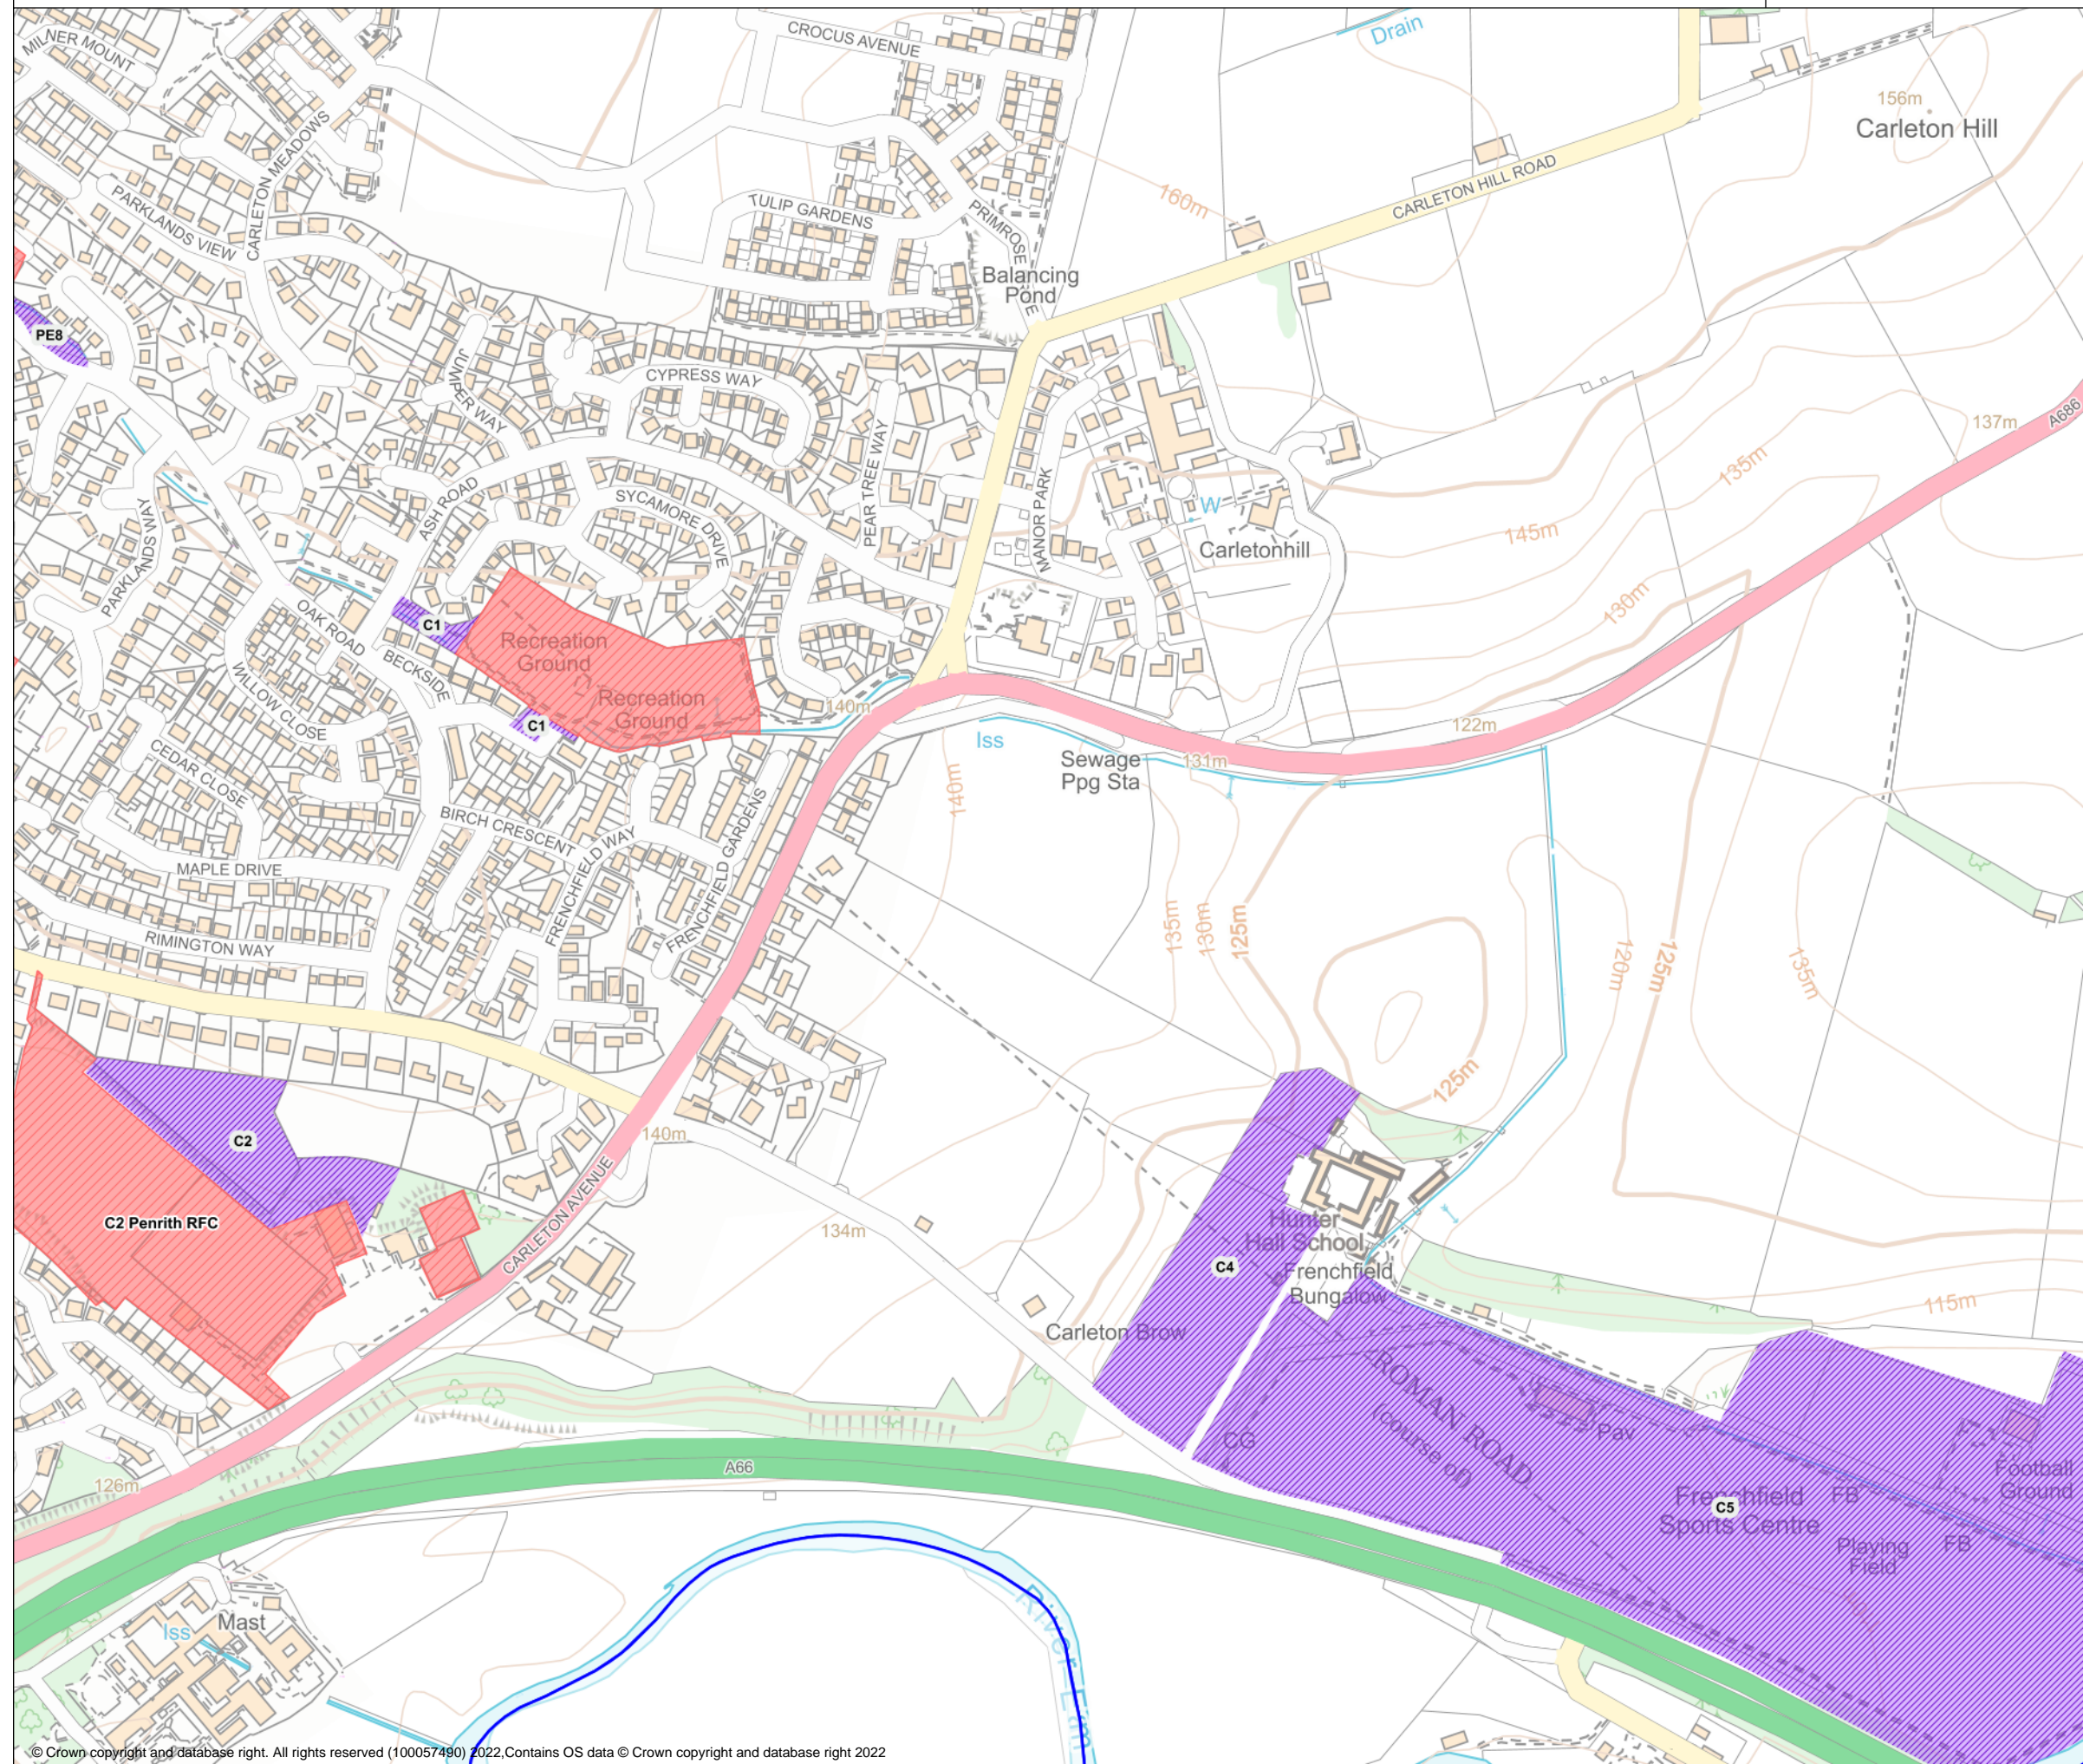 Drain
CROCUS AVENUE
MILNER MOUNT
156m
Carleton Hill
CARLETON MEADOWS
CARLETON HILL ROAD
160m
PARKLANDS VIEW
TULIP GARDENS
PRIMROSE
Balancing
Pond
PE8
JUNIPER WAY
CYPRESS WAY
A686
137m
135m
PEAR TREE WAY
MANOR PARK
ASH ROAD
SYCAMORE DRIVE
W
145m
Carletonhill
PARKLANDS WAY
130m
OAK ROAD
C1
Recreation
Ground
BECKSIDE
WILLOW CLOSE
Recreation
Ground
140m
C1
122m
Iss
Sewage
Ppg Sta
131m
CEDAR CLOSE
140m
BIRCH CRESCENT
FRENCHFIELD WAY
FRENCHFIELD GARDENS
MAPLE DRIVE
RIMINGTON WAY
135m
130m
125m
120m
125m
135m
125m
C2
140m
CARLETON AVENUE
C2 Penrith RFC
134m
Hunter
Hall School
C4
Frenchfield
Bungalow
115m
Carleton Brow
ROMAN ROAD
(course of)
Pav
CG
A66
126m
Football
Ground
Frenchfield
Sports Centre
C5
FB
Playing
Field
FB
River Eam
Mast
Iss
© Crown copyright and database right. All rights reserved (100057490) 2022,Contains OS data © Crown copyright and database right 2022